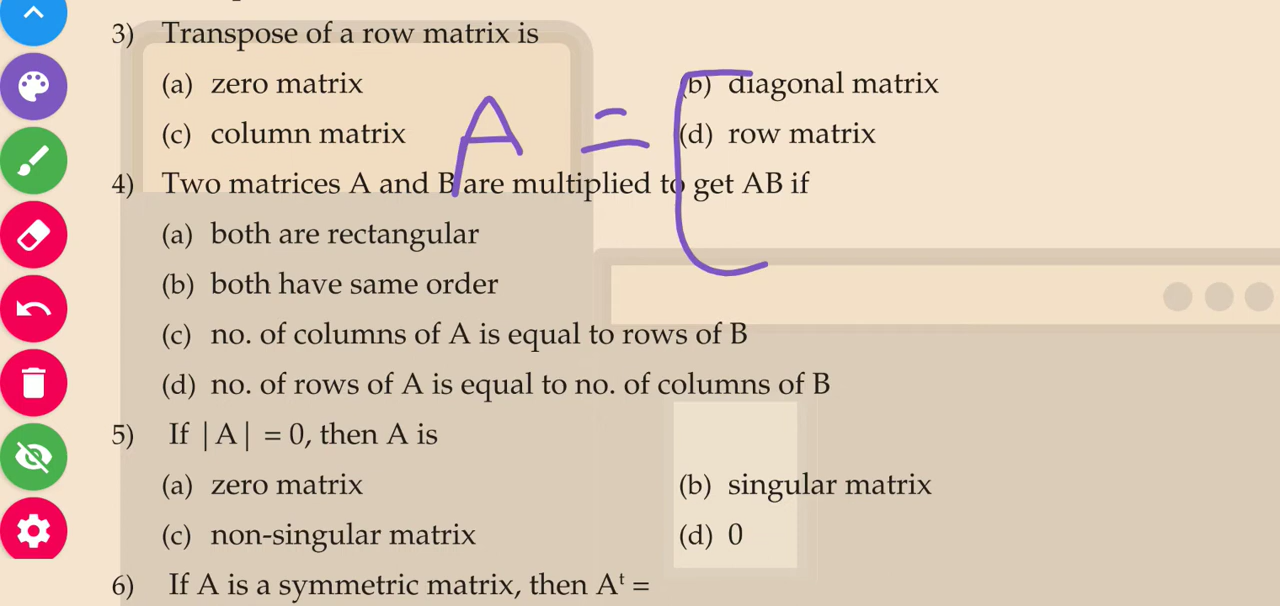 3) Transpose of a row matrix is
(a) zero matrix (b) diagonal matrix
(c) column matrix (d) row matrix
A = [
4) Two matrices A and B are multiplied to get AB if
(a) both are rectangular
(b) both have same order
(c) no. of columns of A is equal to rows of B
(d) no. of rows of A is equal to no. of columns of B
5) If |A| = 0, then A is
(a) zero matrix (b) singular matrix
(c) non-singular matrix (d) 0
6) If A is a symmetric matrix, then Aᵗ =